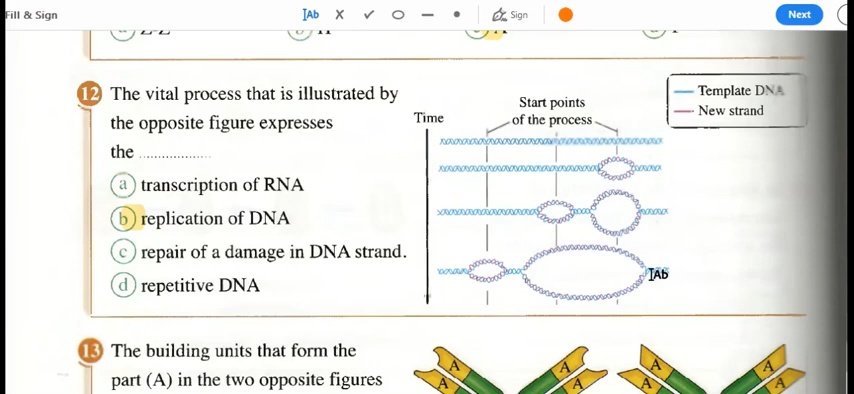 Fill & Sign
Ab
Sign
Next
12 The vital process that is illustrated by
the opposite figure expresses
the ...................
a transcription of RNA
b replication of DNA
c repair of a damage in DNA strand.
d repetitive DNA
Time
Start points
of the process
Template DNA
New strand
Ab
13 The building units that form the
part (A) in the two opposite figures
A
A
A
A
A
A
A
A